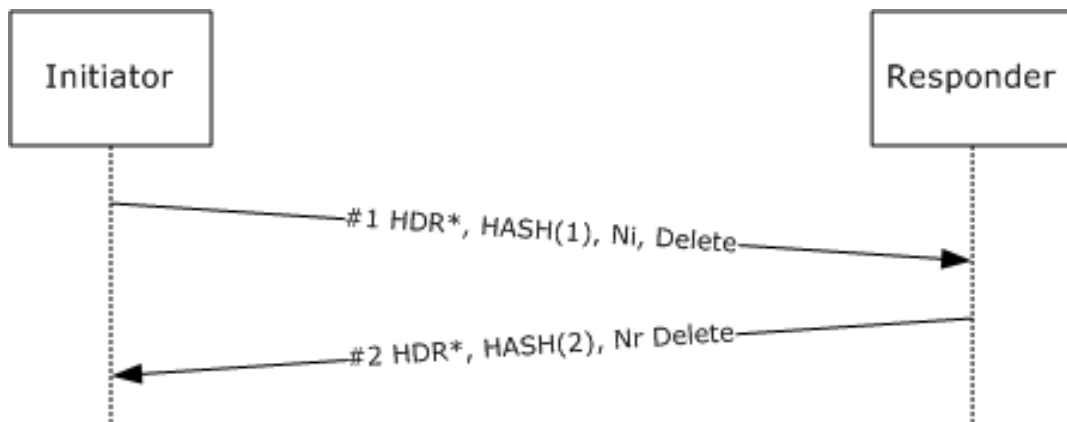 Initiator
Responder
#1 HDR*, HASH(1), Ni, Delete
#2 HDR*, HASH(2), Nr Delete